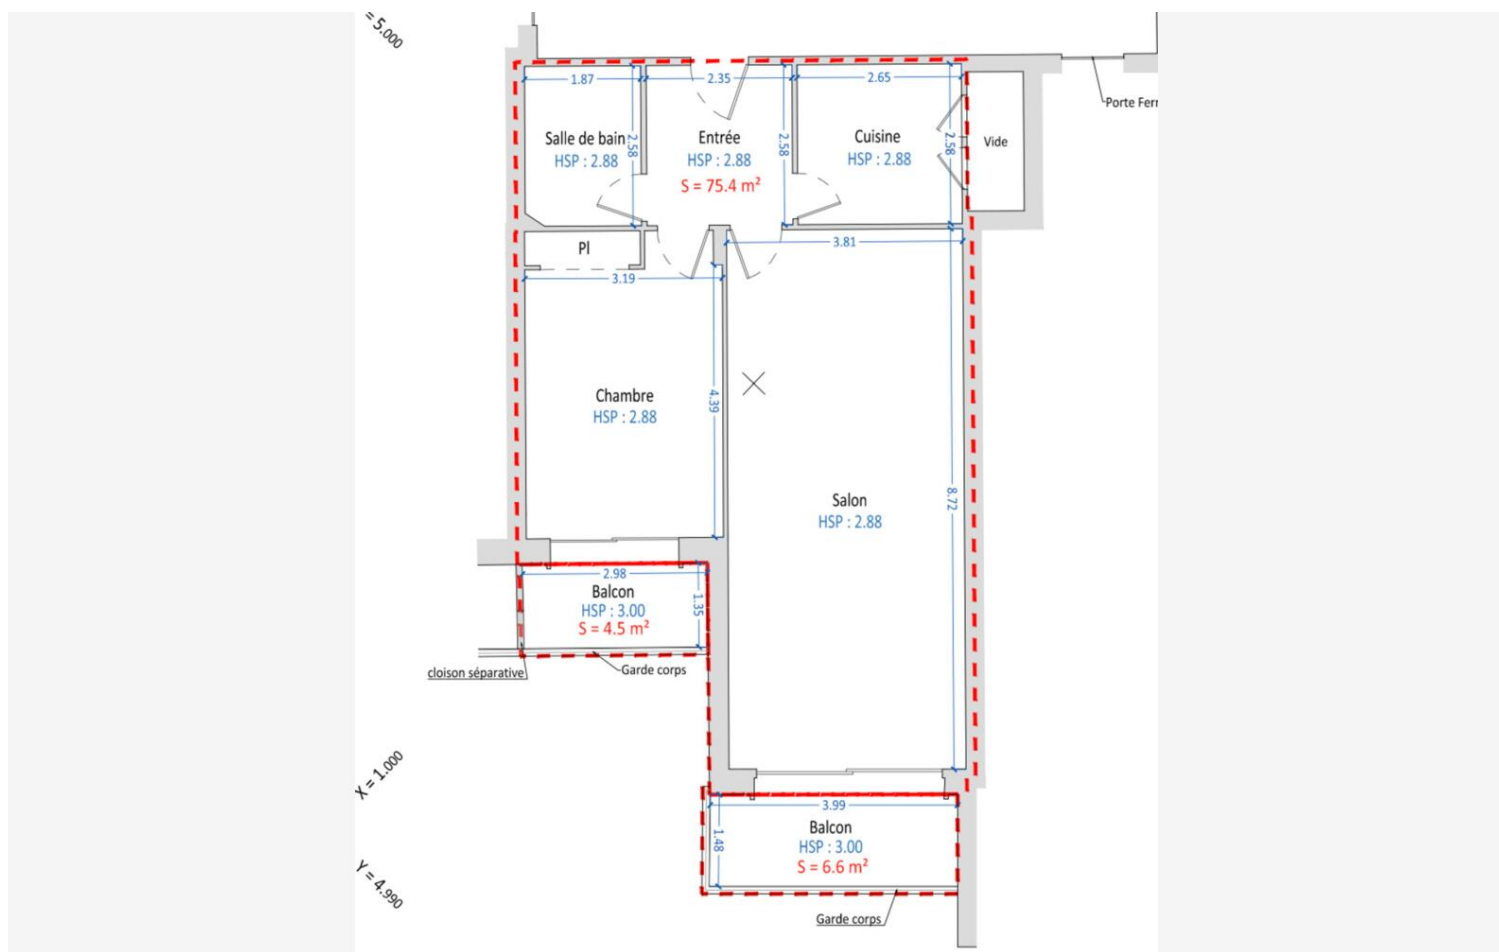 = 5.000
1.87
2.35
2.65
Porte Ferr
Salle de bain
HSP : 2.88
2.58
Entrée
HSP : 2.88
S = 75.4 m²
2.58
Cuisine
HSP : 2.88
2.58
Vide
Pl
3.81
3.19
Chambre
HSP : 2.88
4.39
Salon
HSP : 2.88
8.72
2.98
Balcon
HSP : 3.00
S = 4.5 m²
1.35
cloison séparative
Garde corps
X = 1.000
3.99
Balcon
HSP : 3.00
S = 6.6 m²
1.48
Y = 4.990
Garde corps